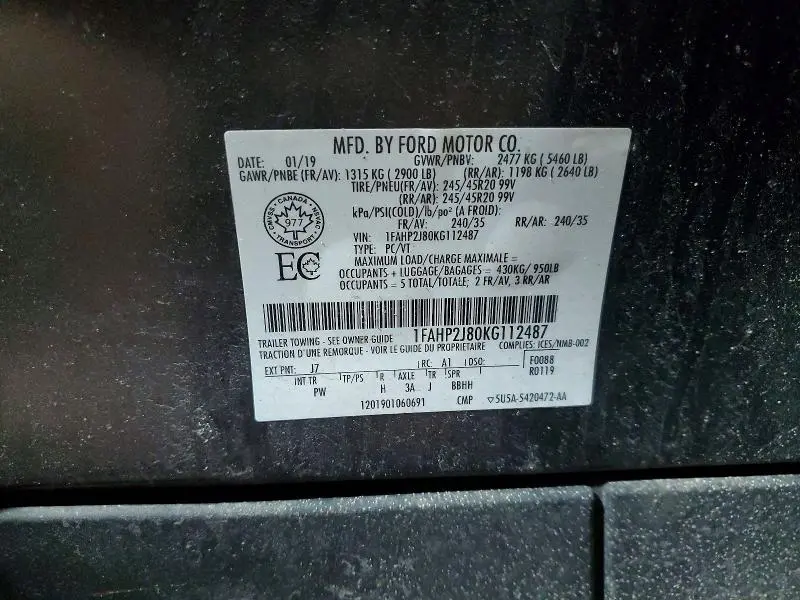 MFD. BY FORD MOTOR CO.
DATE: 01/19 GVWR/PNBV: 2477 KG ( 5460 LB)
GAWR/PNBE (FR/AV): 1315 KG ( 2900 LB) (RR/AR): 1198 KG ( 2640 LB)
TIRE/PNEU(FR/AV): 245/45R20 99V
(RR/AR): 245/45R20 99V
kPa/PSI(COLD)/lb/po² (A FROID):
FR/AV: 240/35 RR/AR: 240/35
VIN: 1FAHP2J80KG112487
TYPE: PC/VT
MAXIMUM LOAD/CHARGE MAXIMALE =
OCCUPANTS + LUGGAGE/BAGAGES = 430KG/ 950LB
OCCUPANTS = 5 TOTAL/TOTALE; 2 FR/AV, 3 RR/AR
CANADA
CMVSS NSVAC
977
TRANSPORT
EC
1FAHP2J80KG112487
TRAILER TOWING - SEE OWNER GUIDE
TRACTION D'UNE REMORQUE - VOIR LE GUIDE DU PROPRIETAIRE COMPLIES: ICES/NMB-002
EXT PNT: J7 RC: A1 DSO: F0088
INT TR TP/PS R AXLE TR SPR R0119
PW H 3A J BBHH
1201901060691 CMP ▽5U5A-5420472-AA